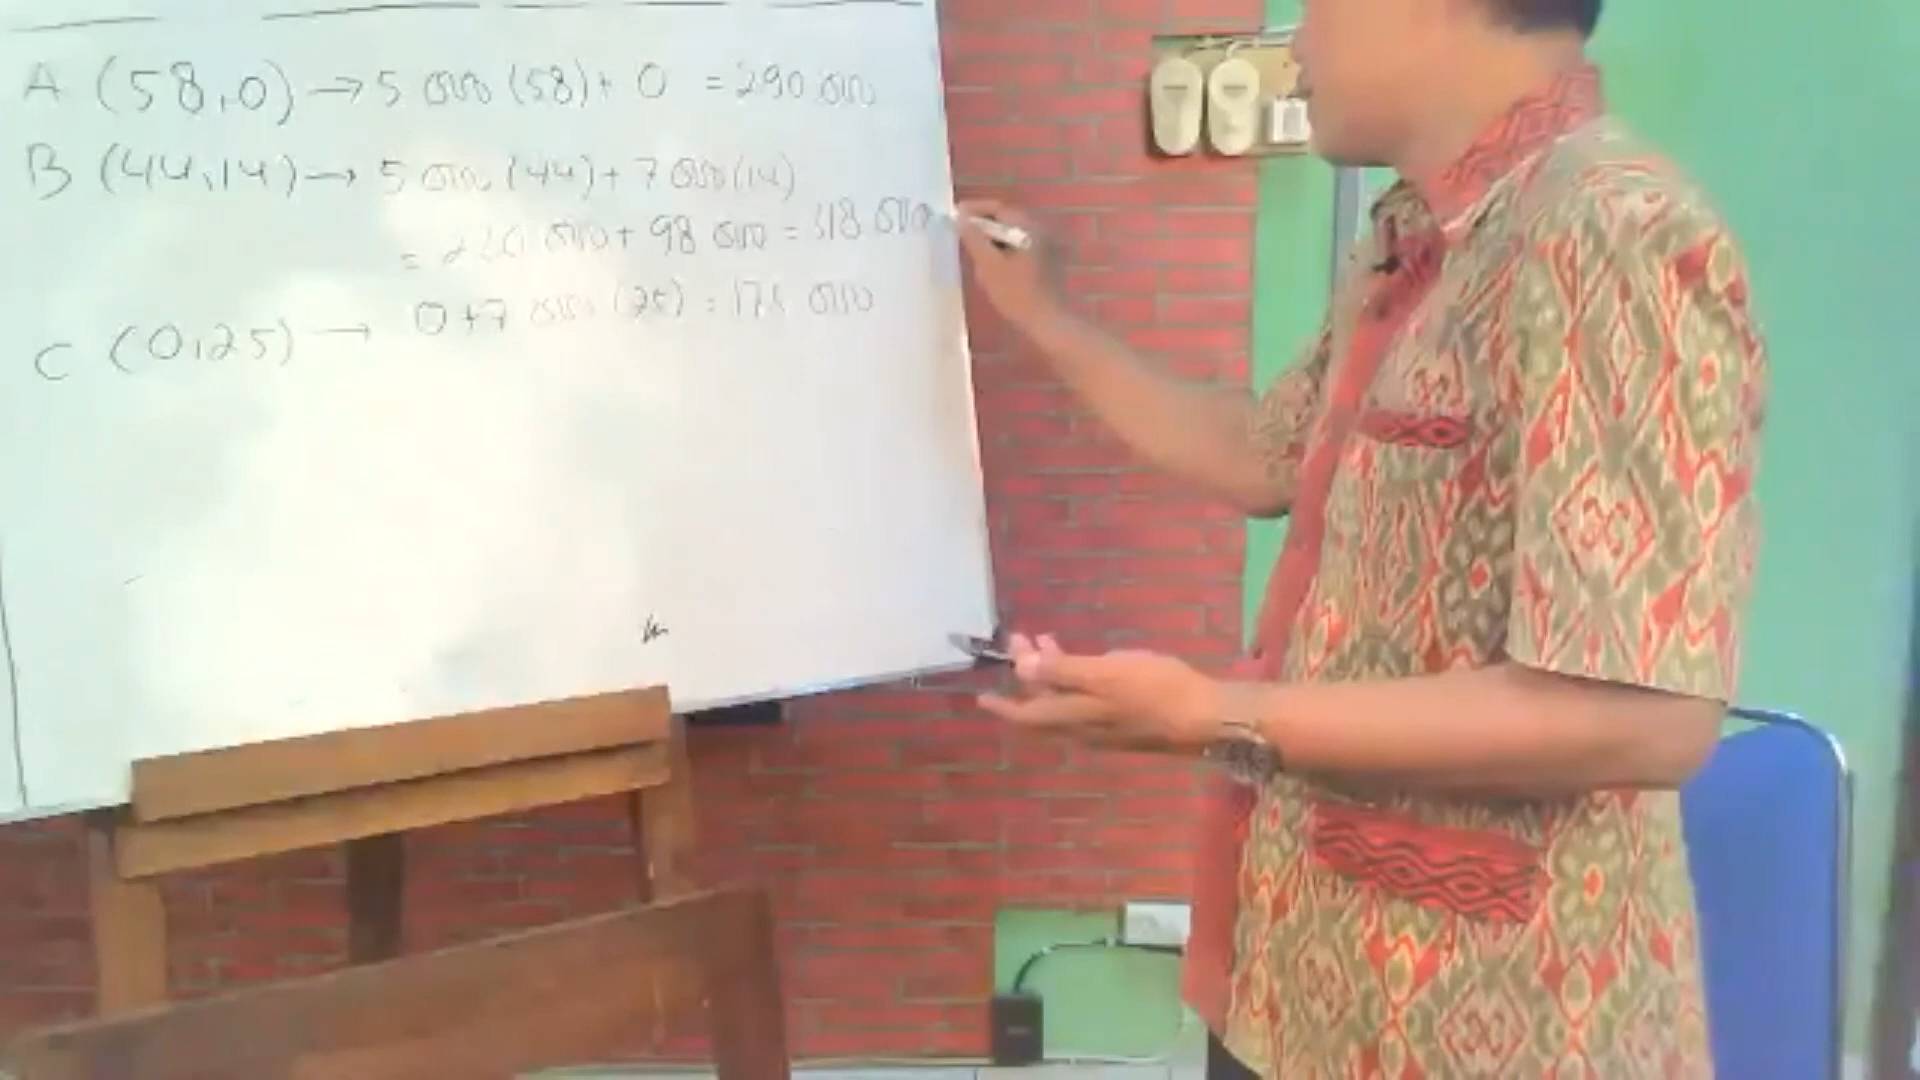 A (58,0) → 5 000 (58) + 0 = 290 000
B (44,14) → 5 000 (44) + 7 000 (14)
= 220 000 + 98 000 = 318 000
C (0,25) → 0 + 7 000 (25) = 175 000